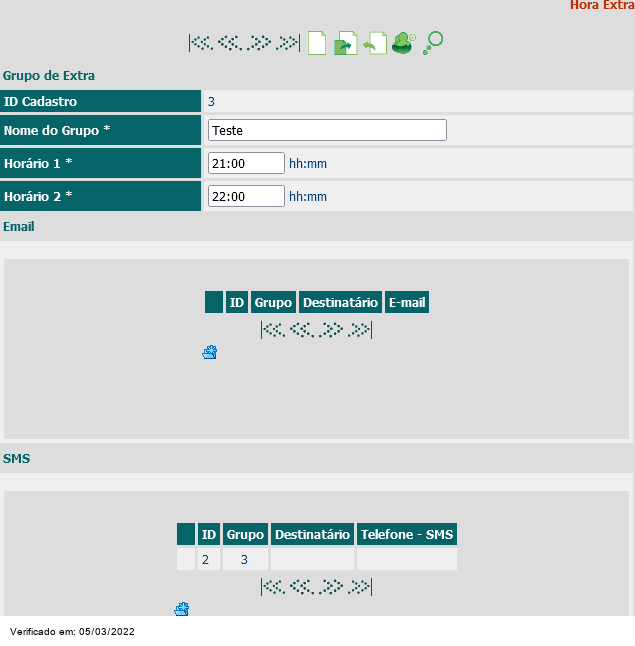 Hora Extra
Grupo de Extra
ID Cadastro 3
Nome do Grupo * Teste
Horário 1 * 21:00 hh:mm
Horário 2 * 22:00 hh:mm
Email
ID Grupo Destinatário E-mail
SMS
ID Grupo Destinatário Telefone - SMS
2 3
Verificado em: 05/03/2022